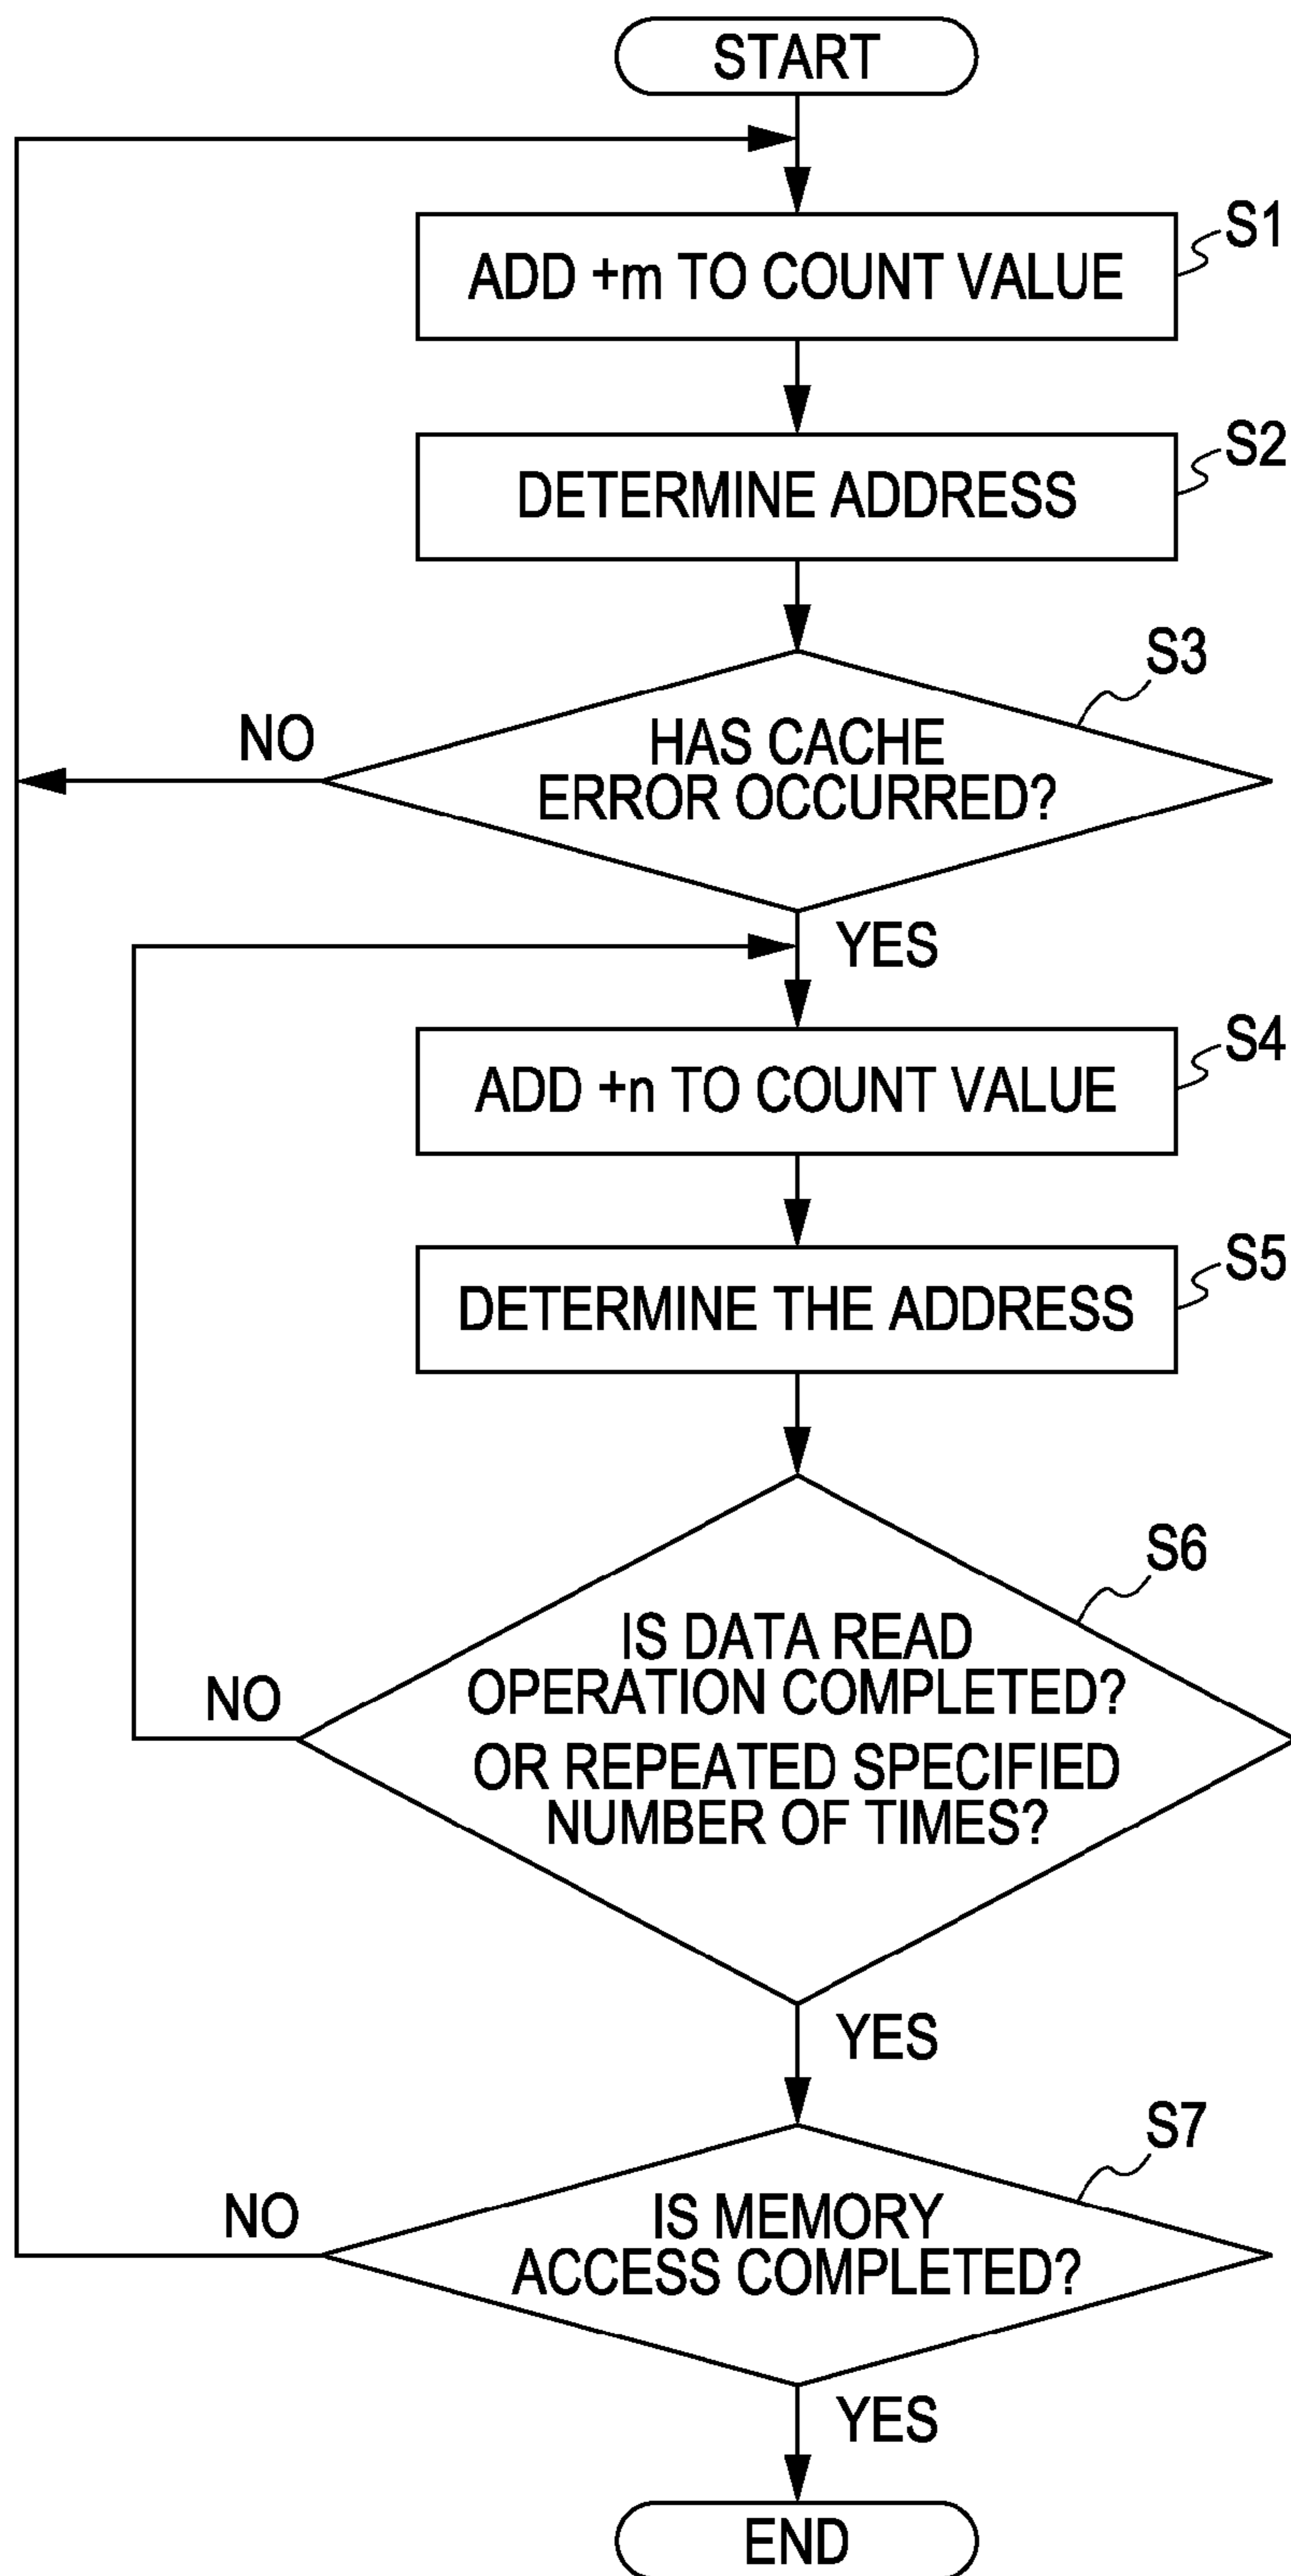 START
ADD +m TO COUNT VALUE
S1
DETERMINE ADDRESS
S2
S3
HAS CACHE
ERROR OCCURRED?
NO
YES
ADD +n TO COUNT VALUE
S4
DETERMINE THE ADDRESS
S5
S6
IS DATA READ
OPERATION COMPLETED?
OR REPEATED SPECIFIED
NUMBER OF TIMES?
NO
YES
S7
IS MEMORY
ACCESS COMPLETED?
NO
YES
END